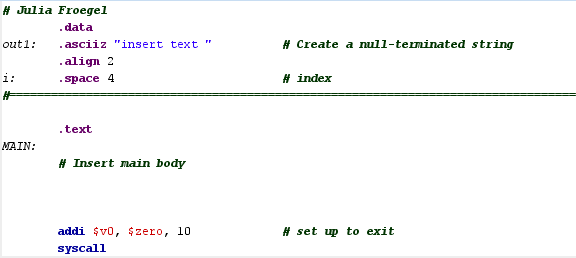 # Julia Froegel
.data
out1: .asciiz "insert text " # Create a null-terminated string
.align 2
i: .space 4 # index
#
.text
MAIN:
# Insert main body
addi $v0, $zero, 10 # set up to exit
syscall